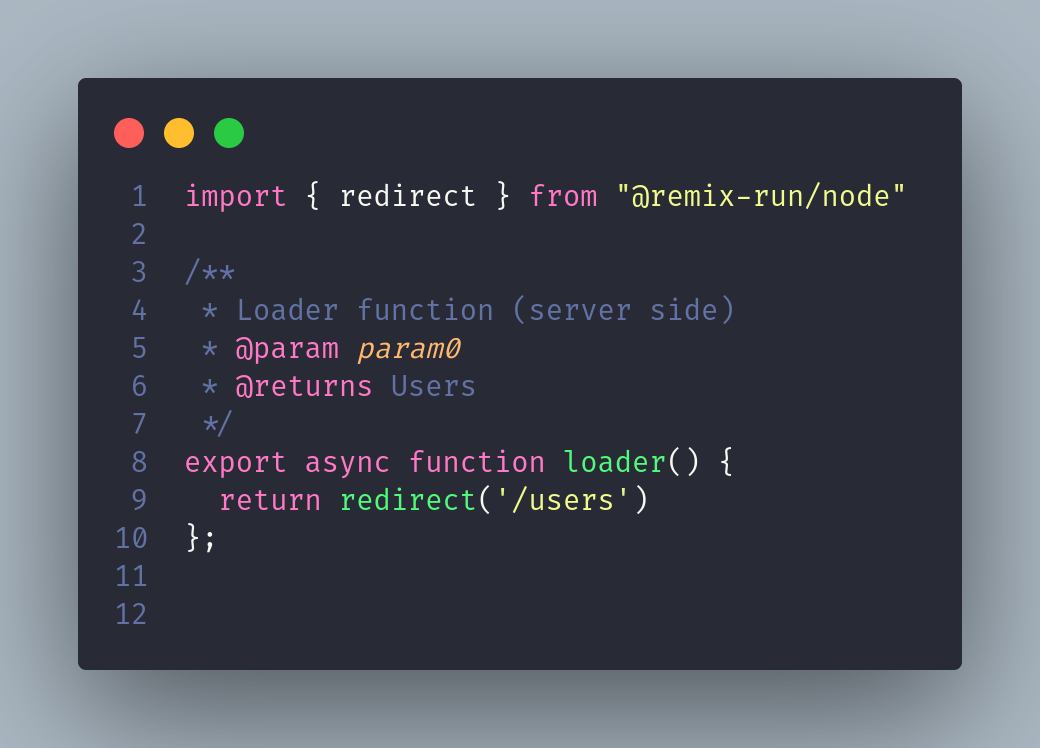 1 import { redirect } from "@remix-run/node"
2
3 /**
4  * Loader function (server side)
5  * @param param0
6  * @returns Users
7  */
8 export async function loader() {
9   return redirect('/users')
10 };
11
12